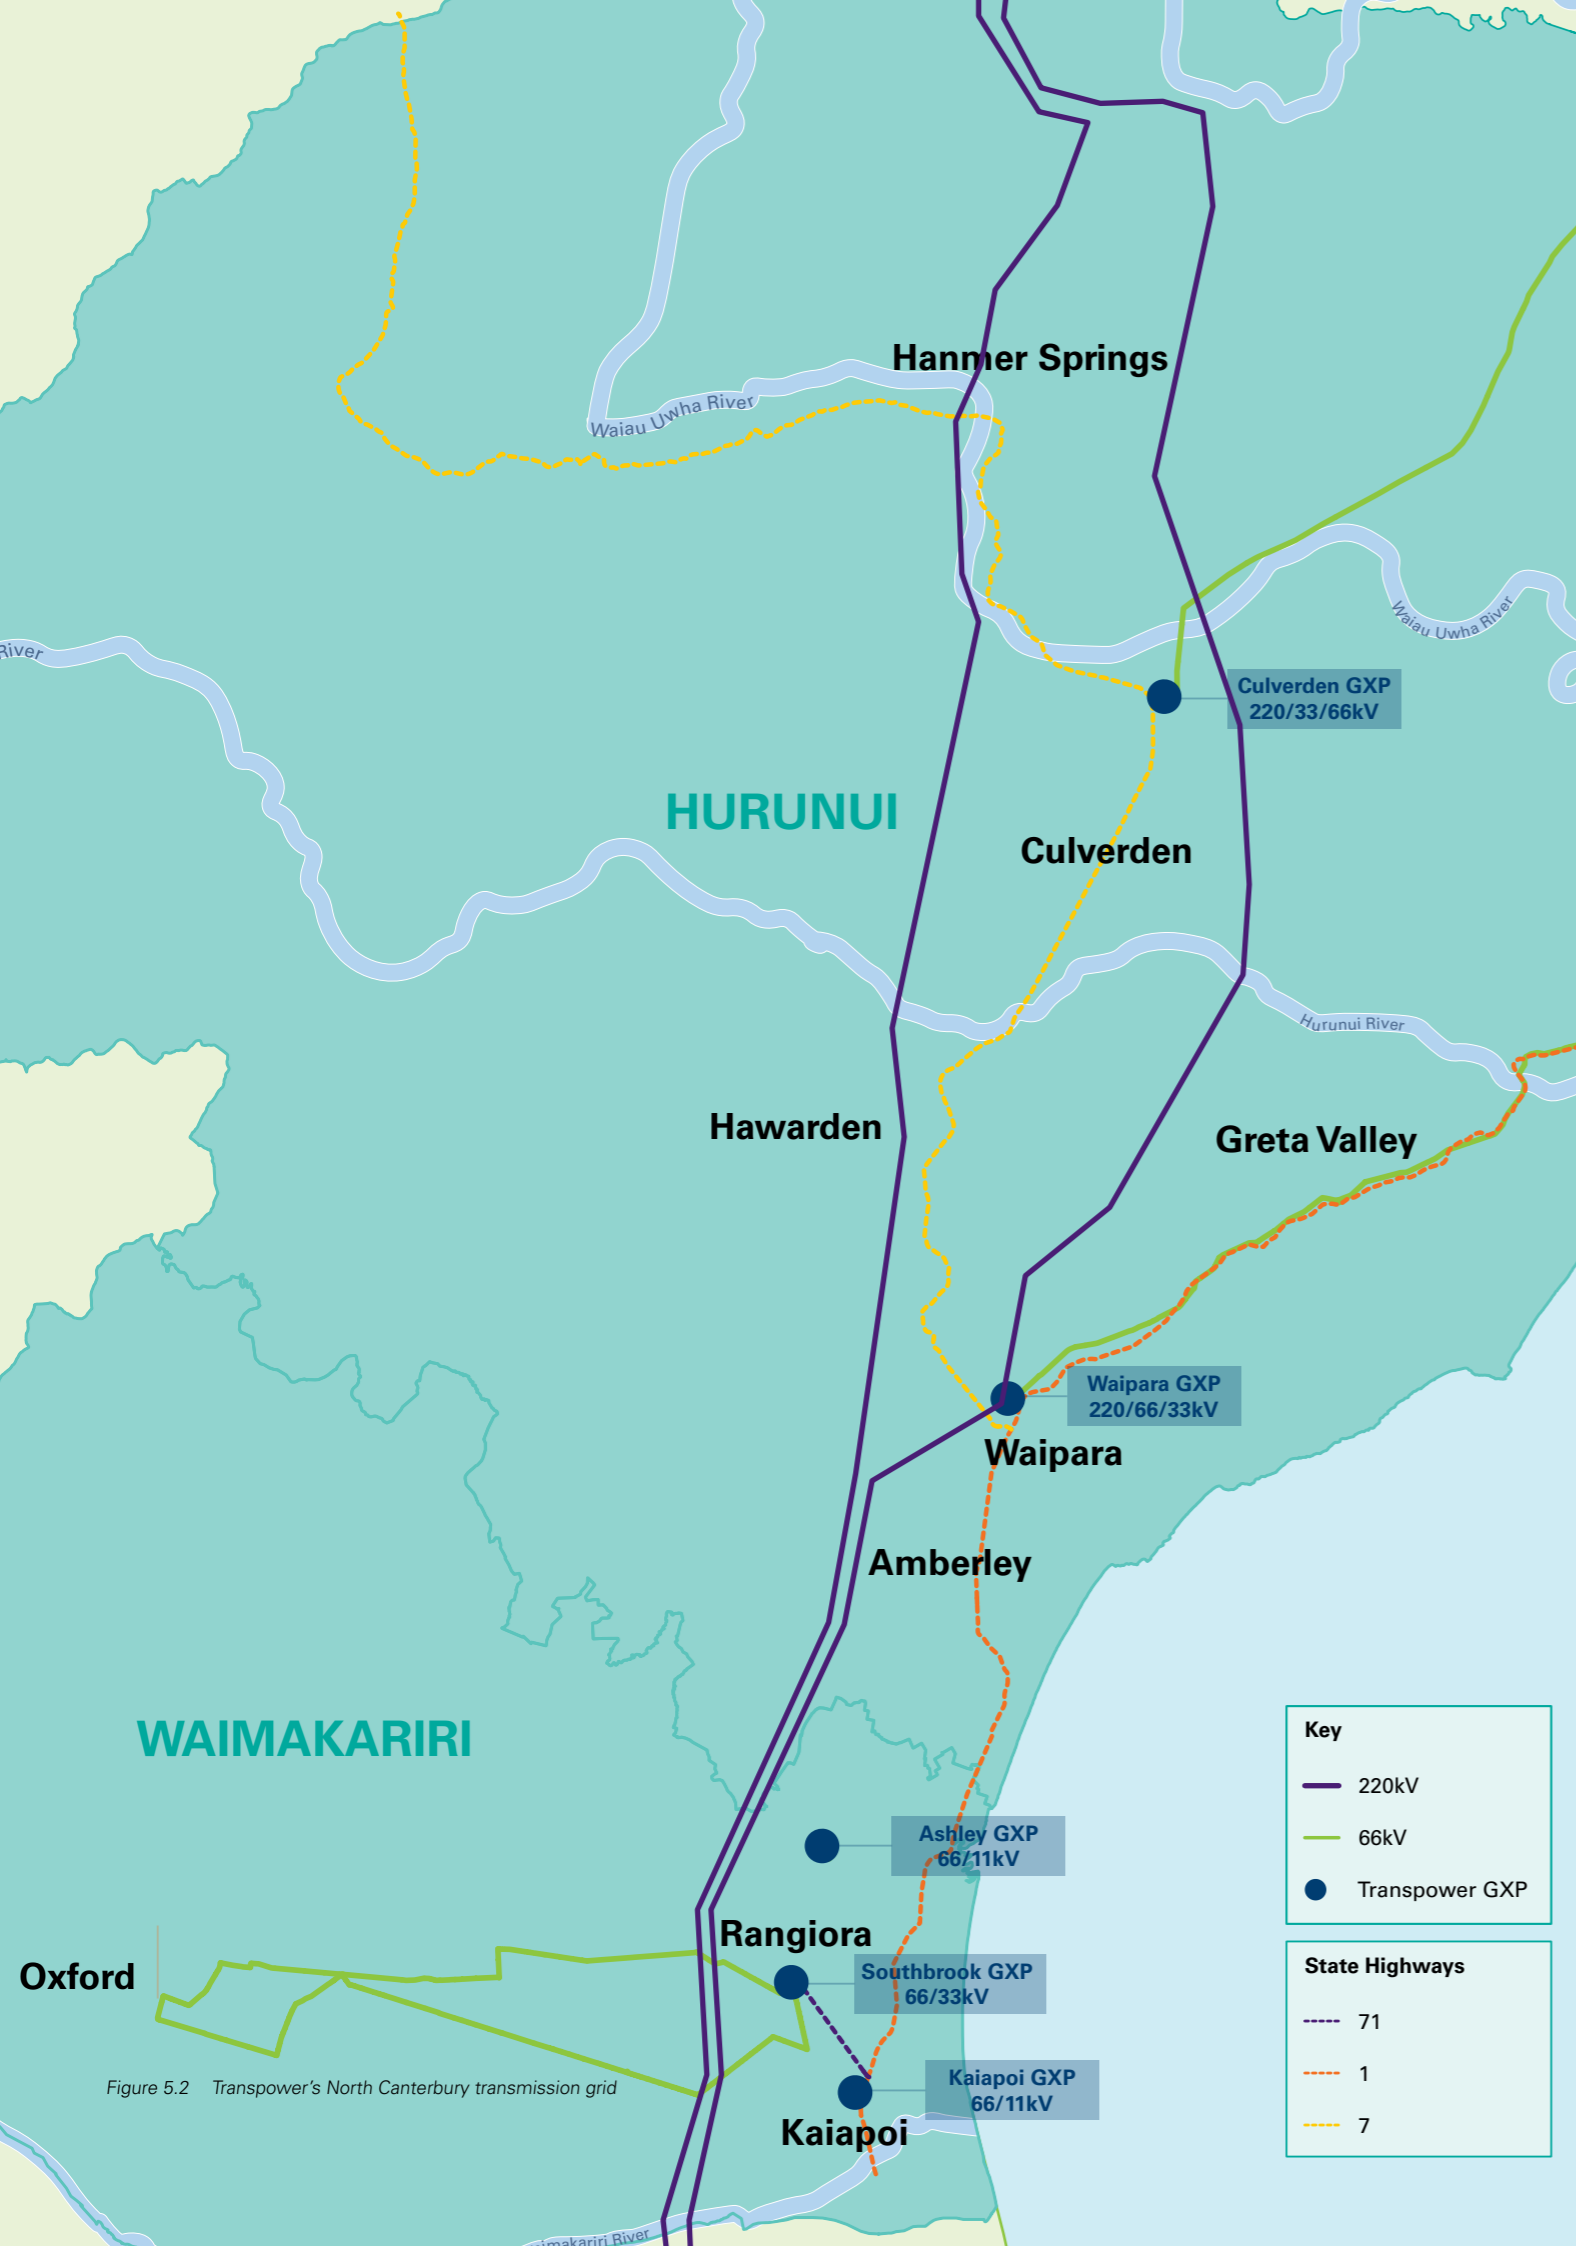 Hanmer Springs
Waiau Uwha River
Waiau Uwha River
River
Culverden GXP
220/33/66kV
HURUNUI
Culverden
Hurunui River
Hawarden
Greta Valley
Waipara GXP
220/66/33kV
Waipara
Amberley
WAIMAKARIRI
Ashley GXP
66/11kV
Rangiora
Oxford
Southbrook GXP
66/33kV
Kaiapoi GXP
66/11kV
Figure 5.2 Transpower's North Canterbury transmission grid
Kaiapoi
imakariri River
Key
220kV
66kV
Transpower GXP
State Highways
71
1
7